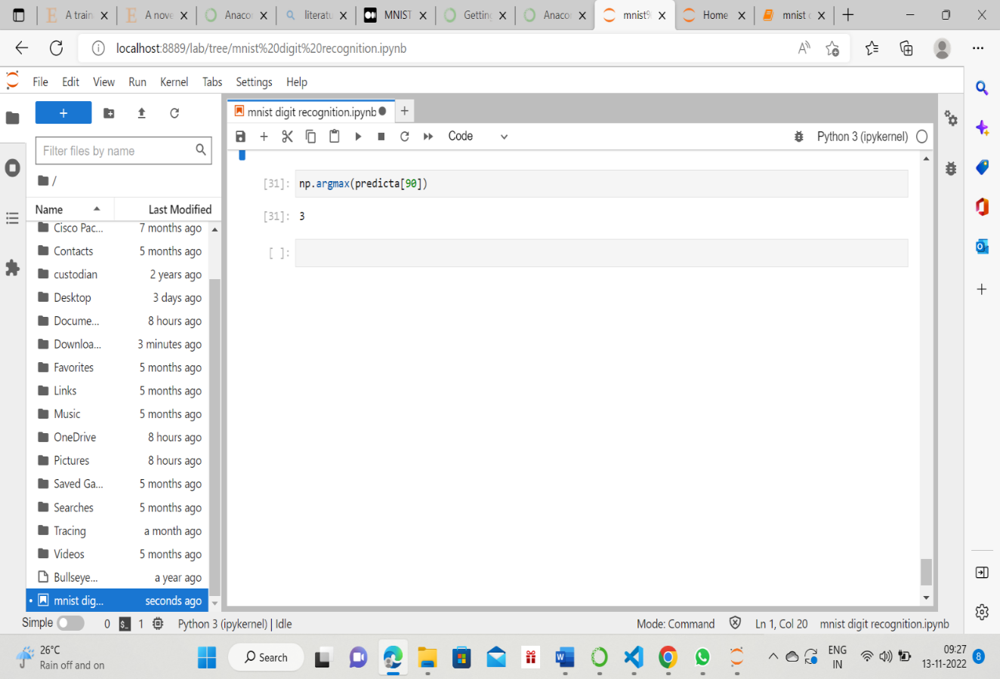 A train
A nove
Anacon
literatu
MNIST
Getting
Anacon
mnist%
Home
mnist d
localhost:8889/lab/tree/mnist%20digit%20recognition.ipynb
File Edit View Run Kernel Tabs Settings Help
mnist digit recognition.ipynb
Filter files by name
Code
Python 3 (ipykernel)
/
Name Last Modified
Cisco Pac... 7 months ago
Contacts 5 months ago
custodian 2 years ago
Desktop 3 days ago
Docume... 8 hours ago
Downloa... 3 minutes ago
Favorites 5 months ago
Links 5 months ago
Music 5 months ago
OneDrive 8 hours ago
Pictures 8 hours ago
Saved Ga... 5 months ago
Searches 5 months ago
Tracing a month ago
Videos 5 months ago
Bullseye... a year ago
mnist dig... seconds ago
[31]: np.argmax(predicta[90])
[31]: 3
[ ]:
Simple 0 1 Python 3 (ipykernel) | Idle
Mode: Command Ln 1, Col 20 mnist digit recognition.ipynb
26°C
Rain off and on
Search
ENG
IN
09:27
13-11-2022
8